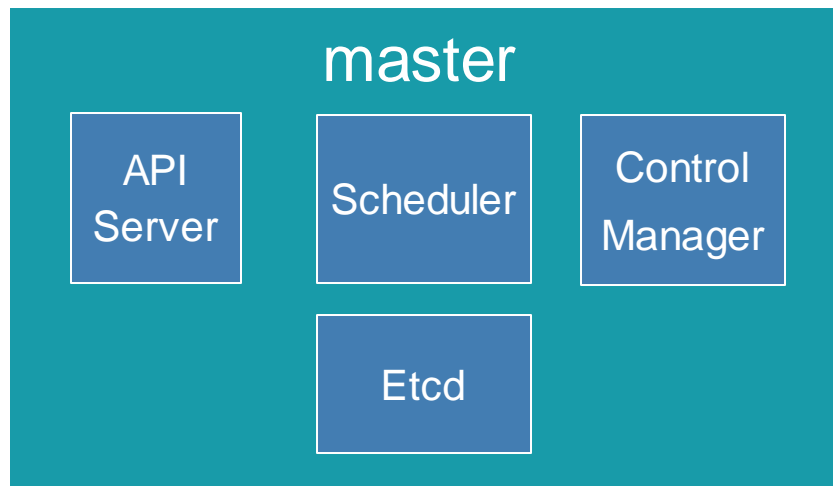 master
API
Server
Scheduler
Control
Manager
Etcd